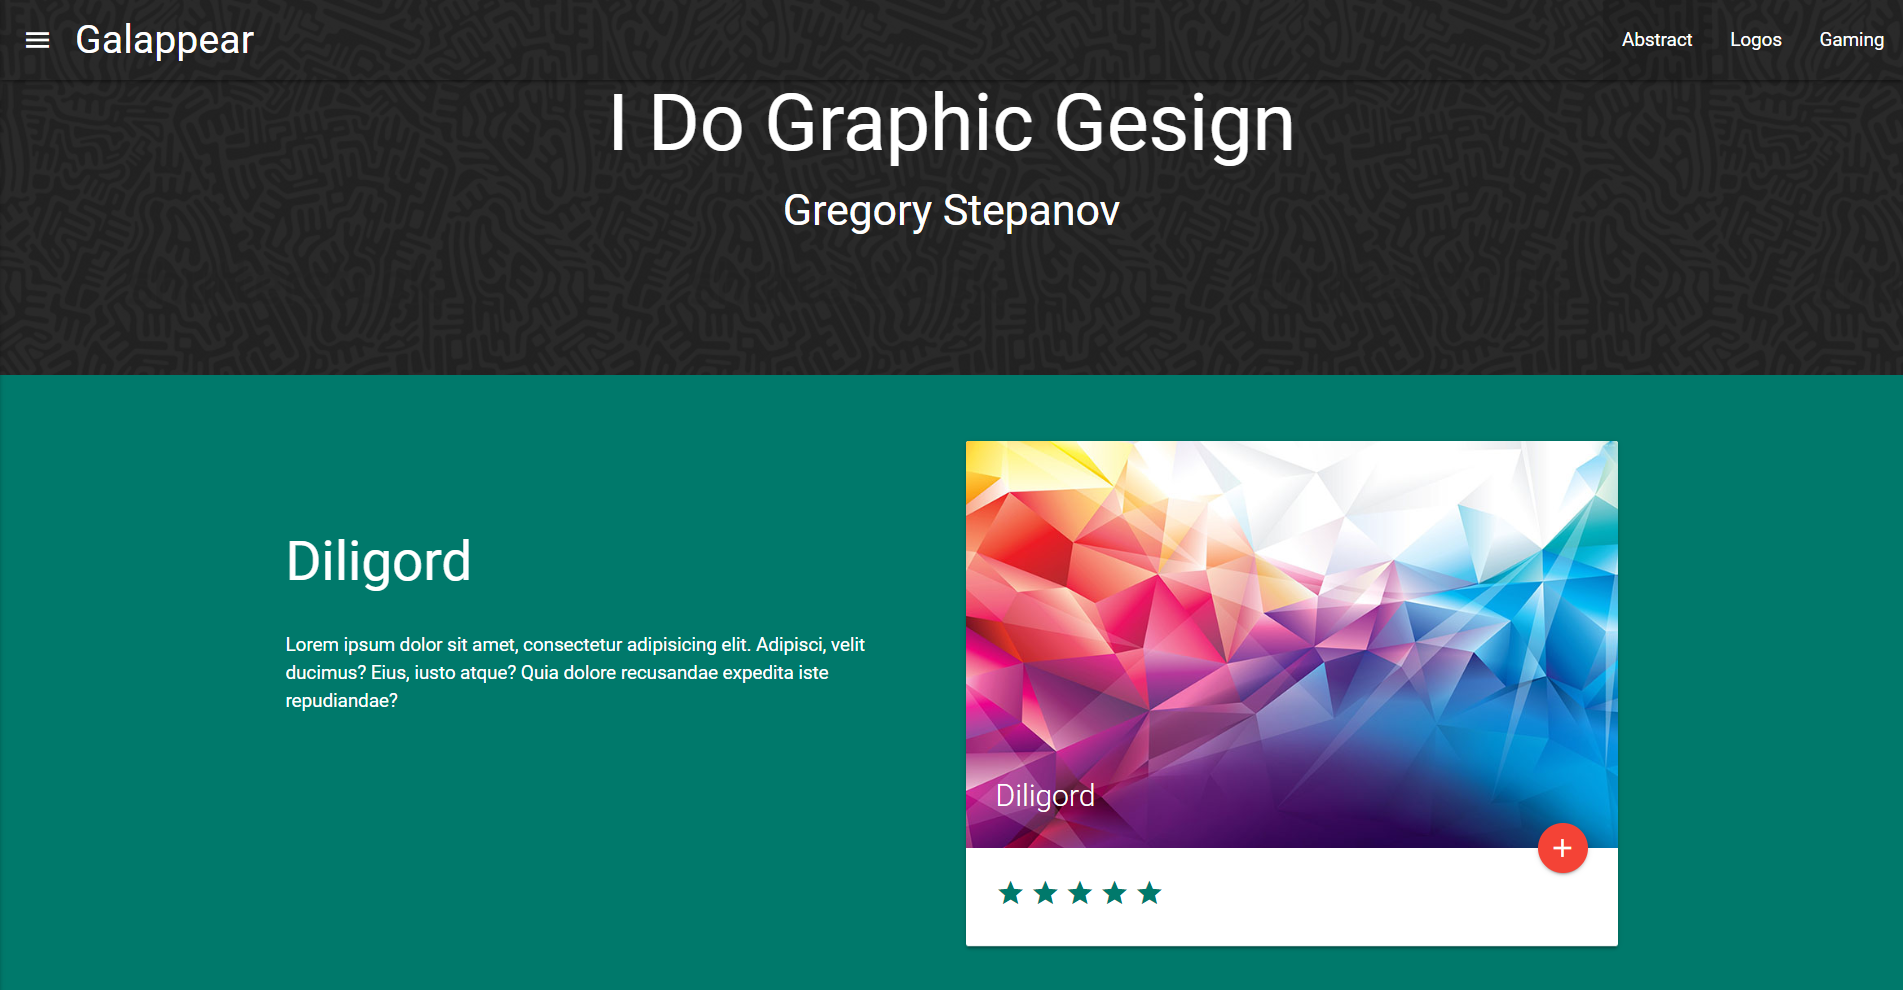 Galappear
Abstract
Logos
Gaming
I Do Graphic Gesign
Gregory Stepanov
Diligord
Lorem ipsum dolor sit amet, consectetur adipisicing elit. Adipisci, velit
ducimus? Eius, iusto atque? Quia dolore recusandae expedita iste
repudiandae?
Diligord